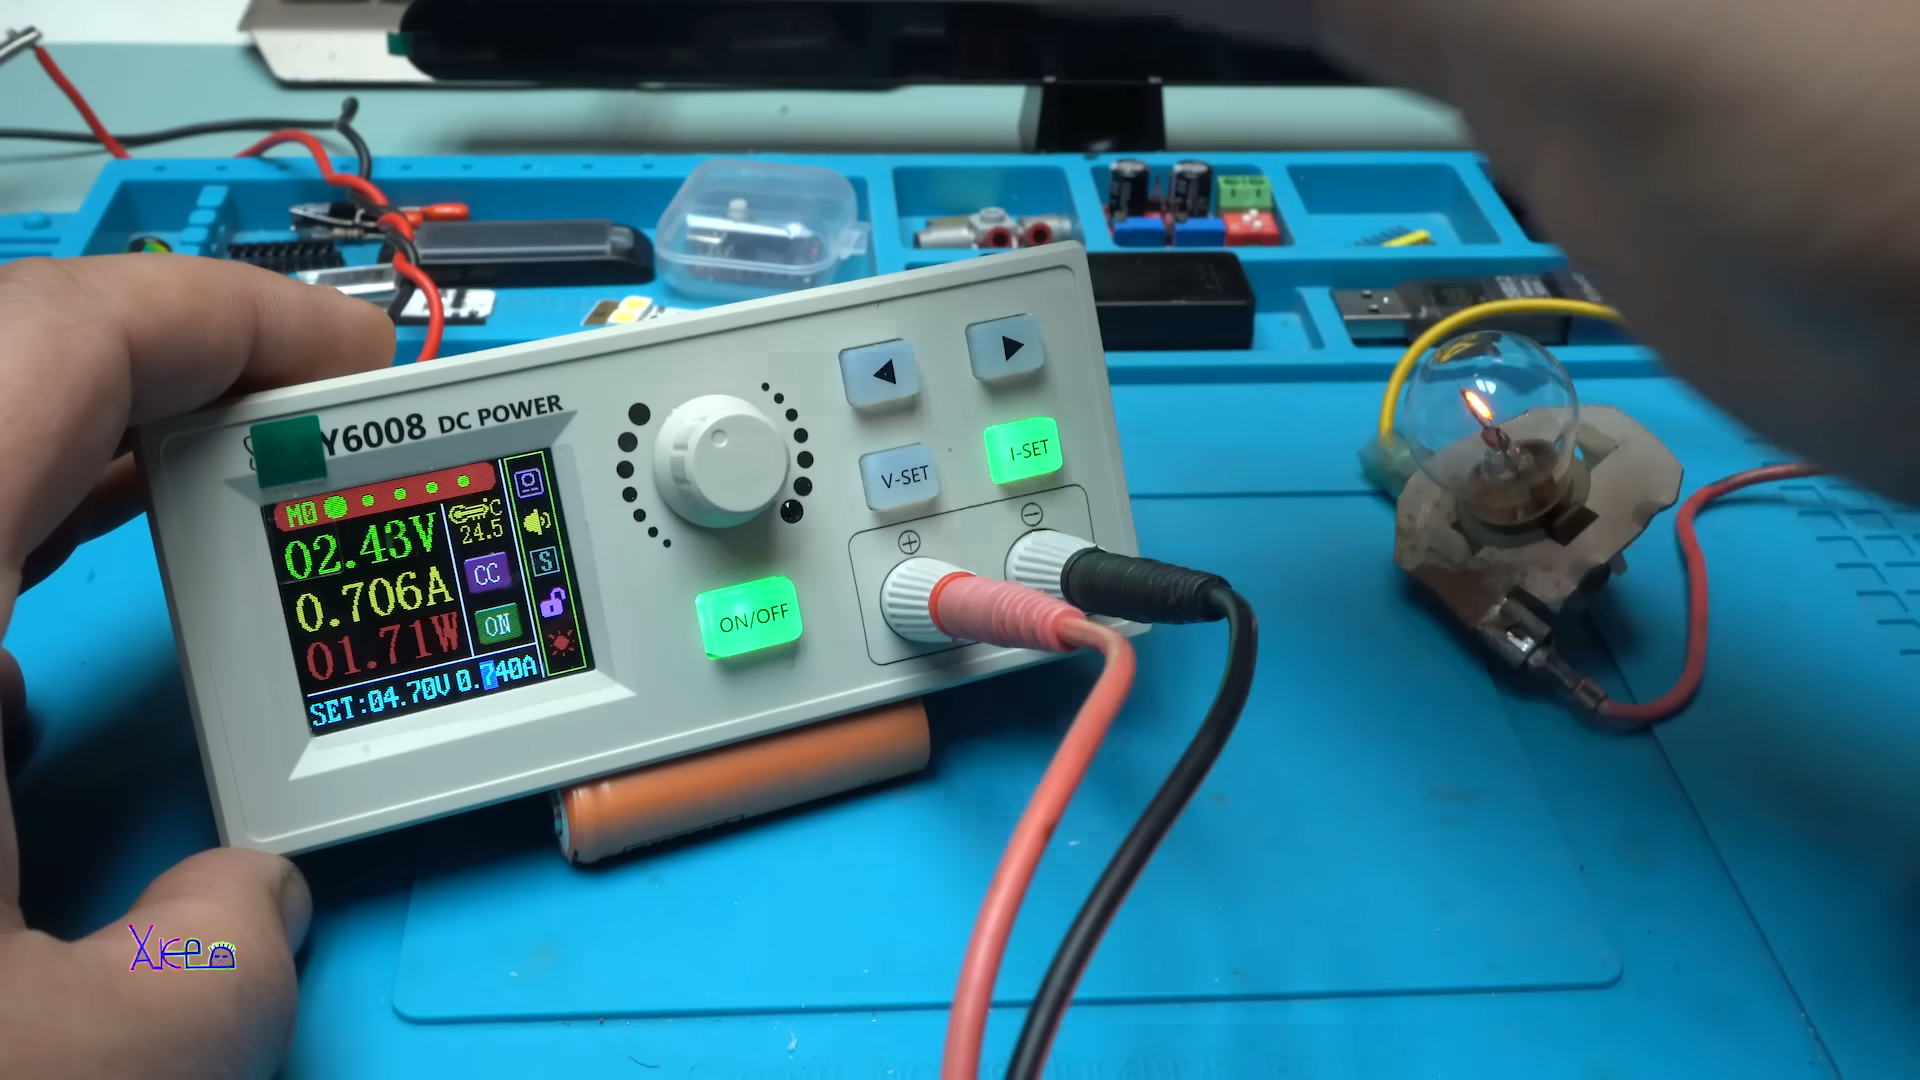 Y6008 DC POWER
M0
02.43V
24.5
°C
0.706A
CC
S
01.71W
ON
SET:04.70V 0.740A
V-SET
I-SET
ON/OFF